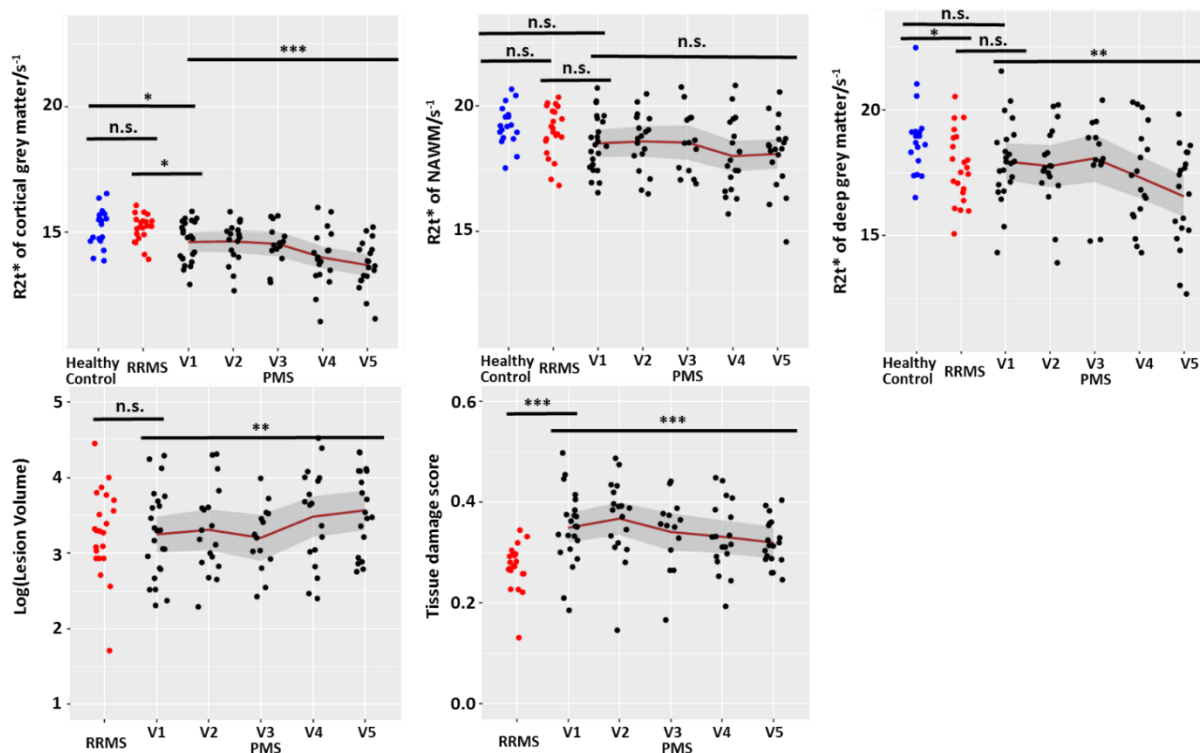 R2t* of cortical grey matter/s-1
20
15
***
*
n.s.
*
Healthy
Control
RRMS
V1
V2
V3
V4
V5
PMS
R2t* of NAWM/s-1
20
15
n.s.
n.s.
n.s.
n.s.
Healthy
Control
RRMS
V1
V2
V3
V4
V5
PMS
R2t* of deep grey matter/s-1
20
15
n.s.
*
n.s.
**
Healthy
Control
RRMS
V1
V2
V3
V4
V5
PMS
Log(Lesion Volume)
5
4
3
2
1
n.s.
**
RRMS
V1
V2
V3
V4
V5
PMS
Tissue damage score
0.6
0.4
0.2
0.0
***
***
RRMS
V1
V2
V3
V4
V5
PMS